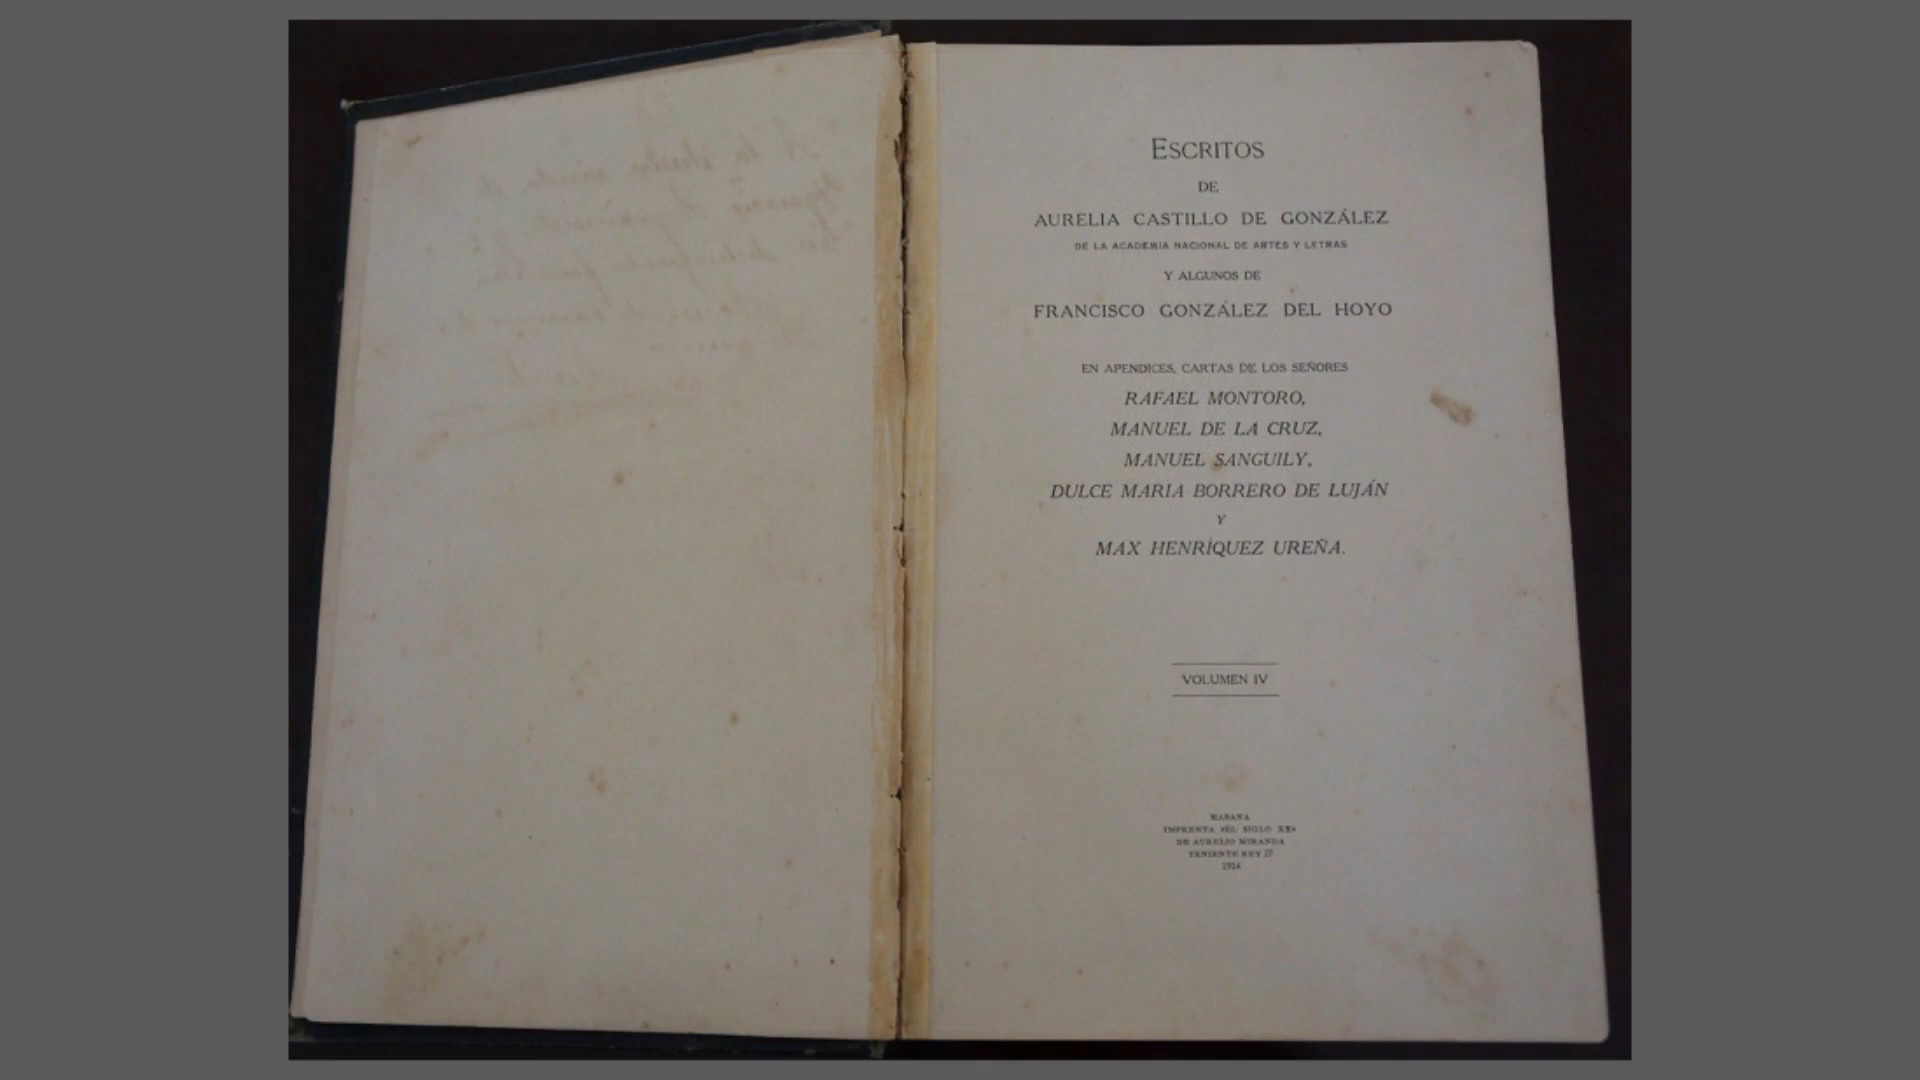 ESCRITOS
DE
AURELIA CASTILLO DE GONZÁLEZ
DE LA ACADEMIA NACIONAL DE ARTES Y LETRAS
Y ALGUNOS DE
FRANCISCO GONZÁLEZ DEL HOYO
EN APENDICES, CARTAS DE LOS SEÑORES
RAFAEL MONTORO,
MANUEL DE LA CRUZ,
MANUEL SANGUILY,
DULCE MARIA BORRERO DE LUJÁN
Y
MAX HENRÍQUEZ UREÑA.
VOLUMEN IV
HABANA
IMPRENTA «EL SIGLO XX»
DE AURELIO MIRANDA
TENIENTE REY 27
1914